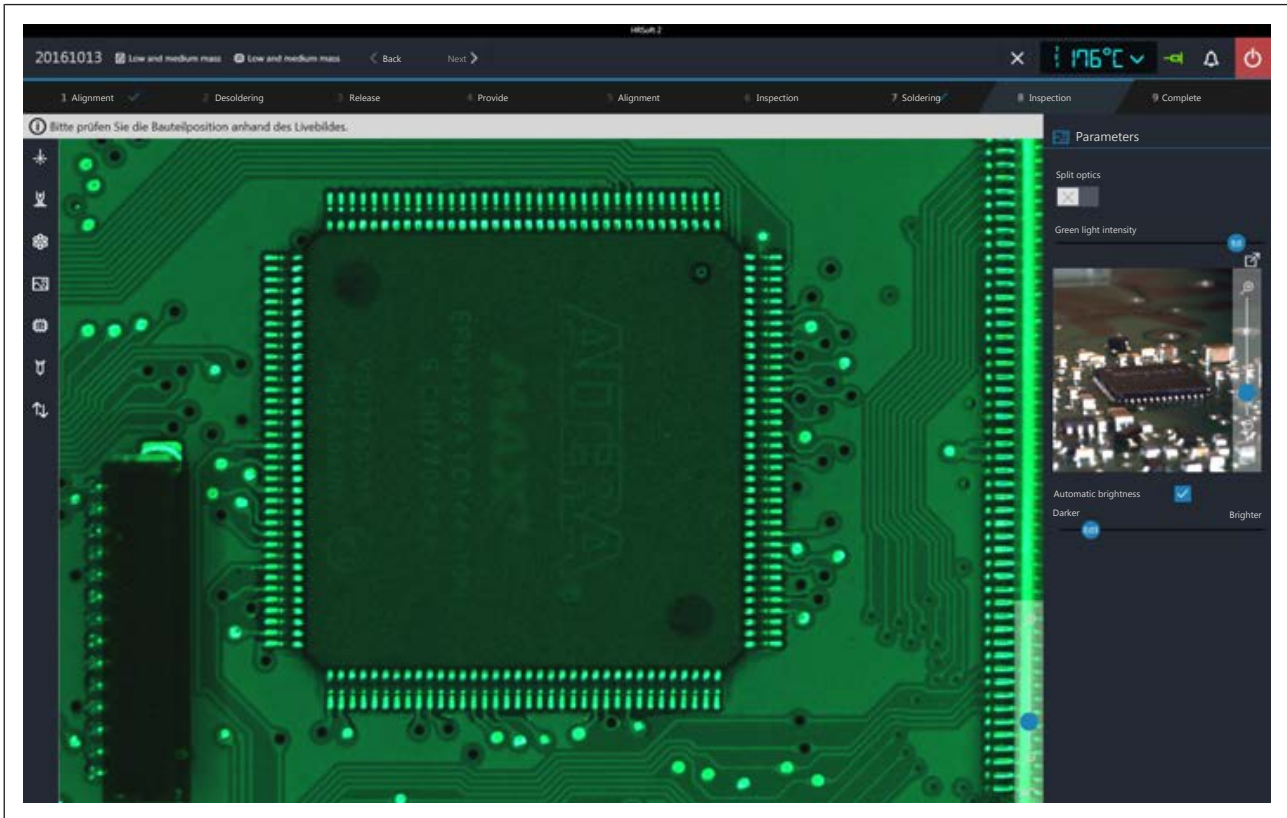 HRSoft 2
20161013 Low and medium mass Low and medium mass Back Next 176°C
1 Alignment 2 Desoldering 3 Release 4 Provide 5 Alignment 6 Inspection 7 Soldering 8 Inspection 9 Complete
Bitte prüfen Sie die Bauteilposition anhand des Livebildes.
Parameters
Split optics
Green light intensity
ALTERA
Automatic brightness
Darker Brighter